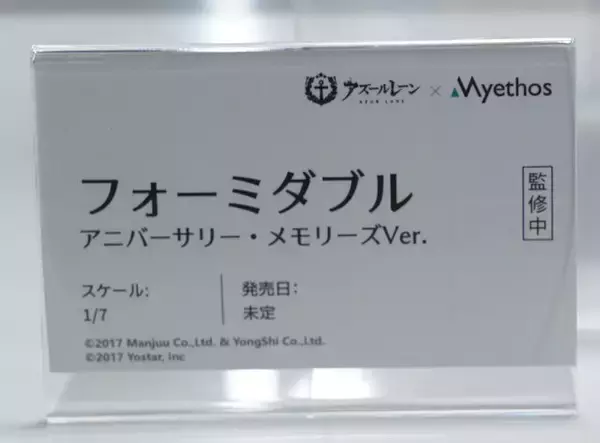 アズールレーン × Myethos
AZUR LANE
フォーミダブル
アニバーサリー・メモリーズVer.
監修中
スケール:
1/7
発売日:
未定
©2017 Manjuu Co.,Ltd. & YongShi Co.,Ltd.
©2017 Yostar, Inc